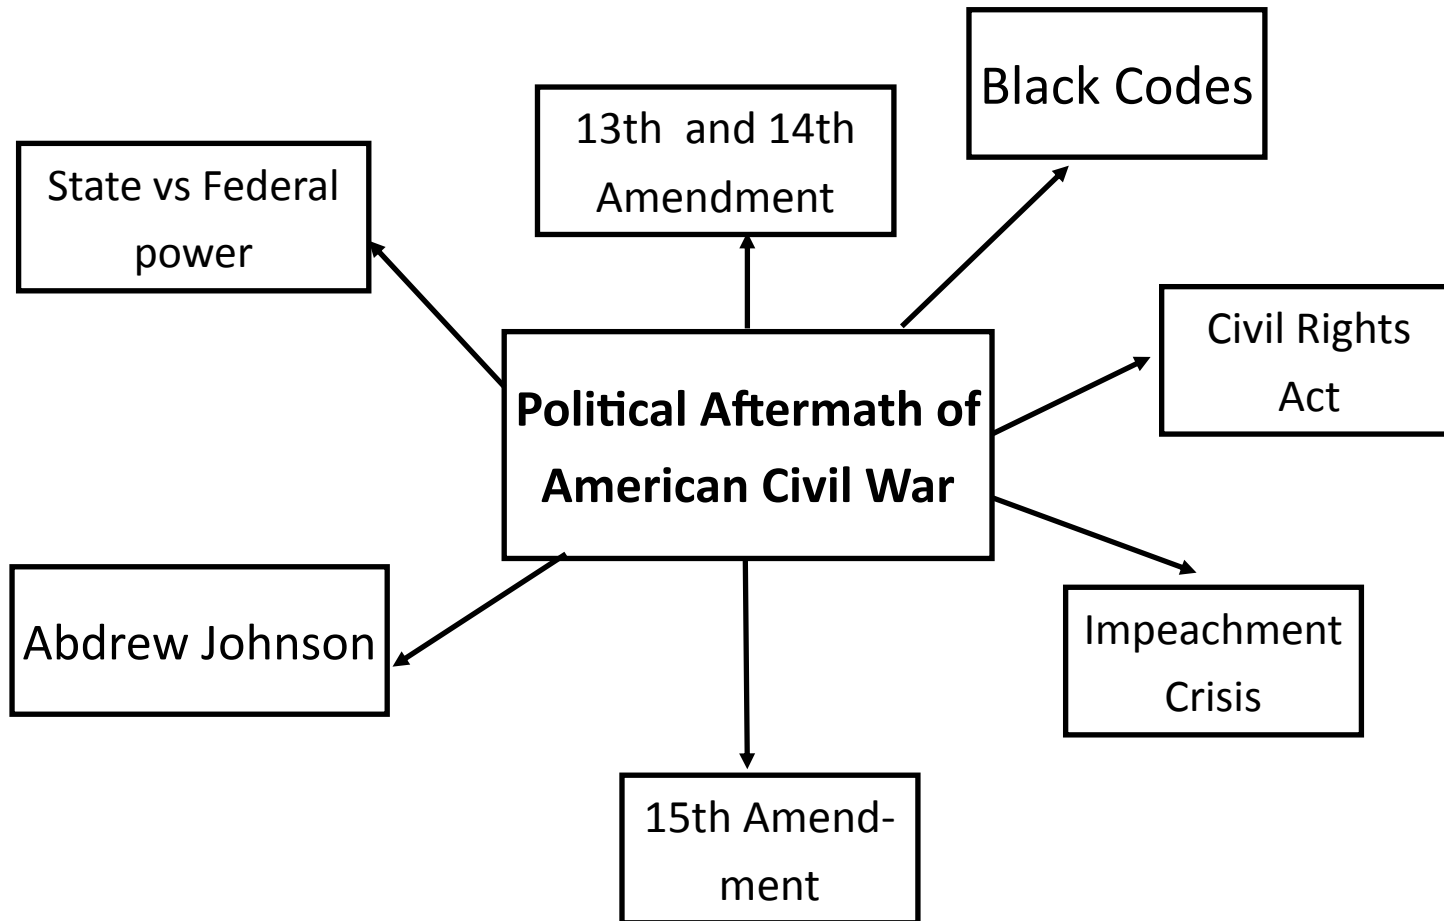 Black Codes
13th and 14th
Amendment
State vs Federal
power
Civil Rights
Act
Political Aftermath of
American Civil War
Abdrew Johnson
Impeachment
Crisis
15th Amend-
ment